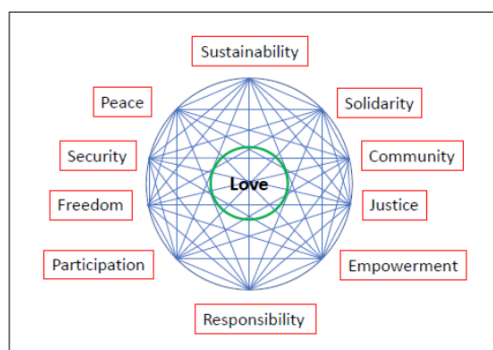 Sustainability
Peace
Solidarity
Security
Community
Love
Freedom
Justice
Participation
Empowerment
Responsibility